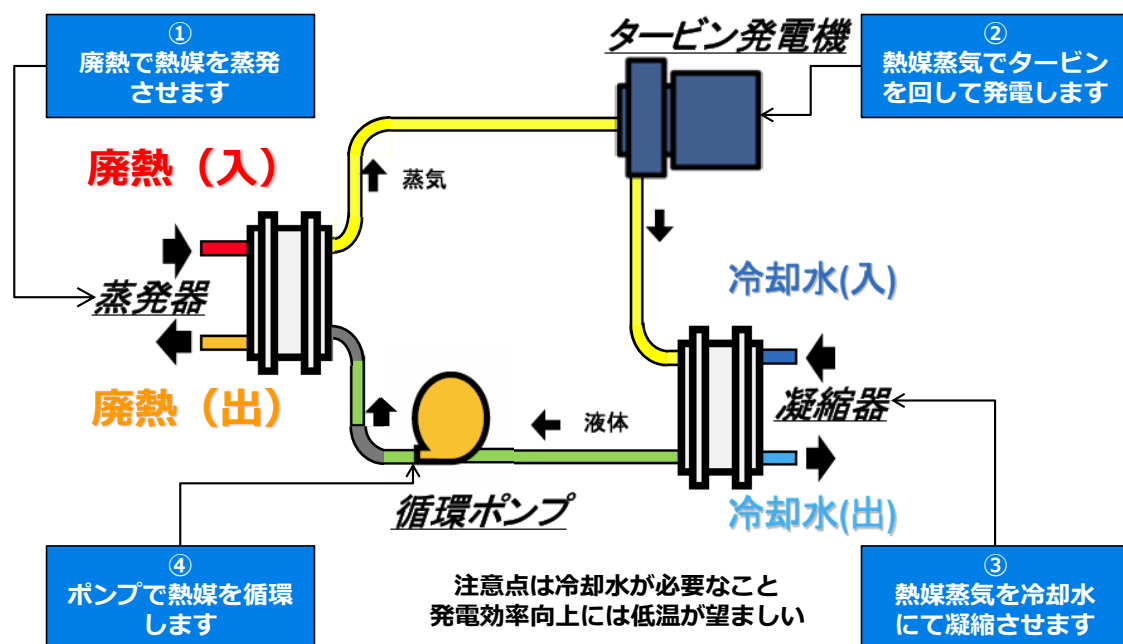 ①
廃熱で熱媒を蒸発
させます
タービン発電機
②
熱媒蒸気でタービン
を回して発電します
廃熱（入）
蒸気
蒸発器
冷却水(入)
廃熱（出）
凝縮器
液体
循環ポンプ
冷却水(出)
④
ポンプで熱媒を循環
します
注意点は冷却水が必要なこと
発電効率向上には低温が望ましい
③
熱媒蒸気を冷却水
にて凝縮させます